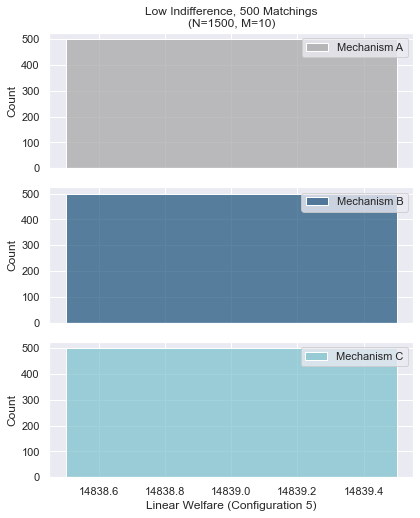 Low Indifference, 500 Matchings
(N=1500, M=10)
Mechanism A
500
400
300
200
100
0
Count
Mechanism B
500
400
300
200
100
0
Count
Mechanism C
500
400
300
200
100
0
Count
14838.6 14838.8 14839.0 14839.2 14839.4
Linear Welfare (Configuration 5)